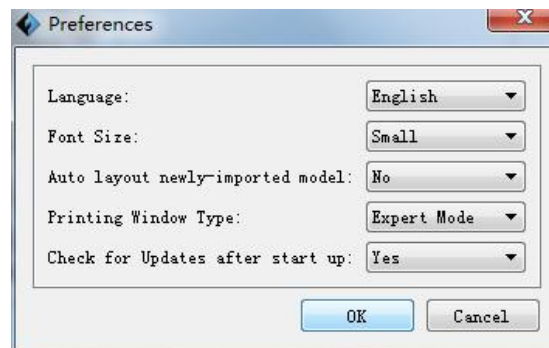 Preferences
Language: English
Font Size: Small
Auto layout newly-imported model: No
Printing Window Type: Expert Mode
Check for Updates after start up: Yes
OK Cancel